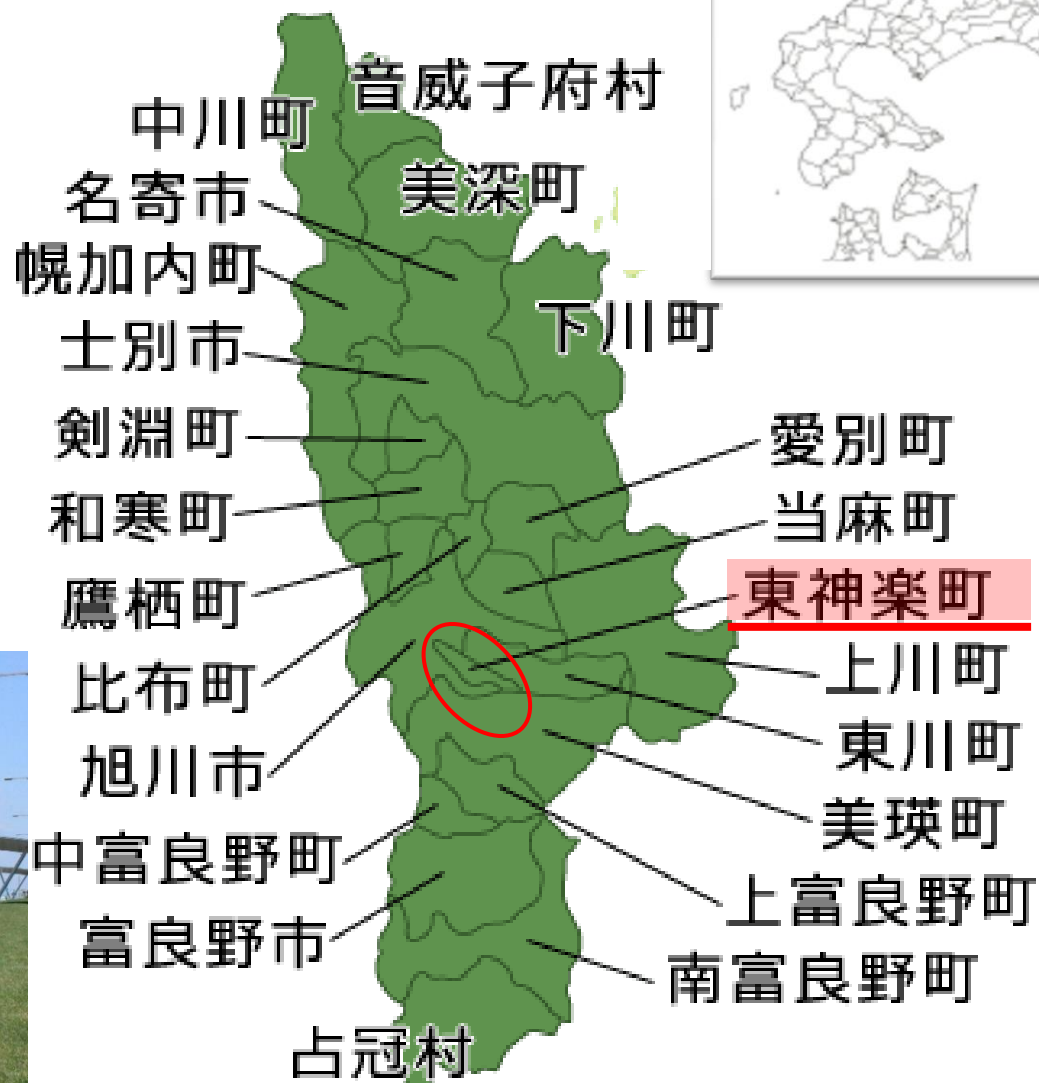 音威子府村
中川町
美深町
名寄市
幌加内町
下川町
士別市
剣淵町
愛別町
和寒町
当麻町
東神楽町
鷹栖町
上川町
比布町
東川町
旭川市
美瑛町
中富良野町
上富良野町
富良野市
南富良野町
占冠村